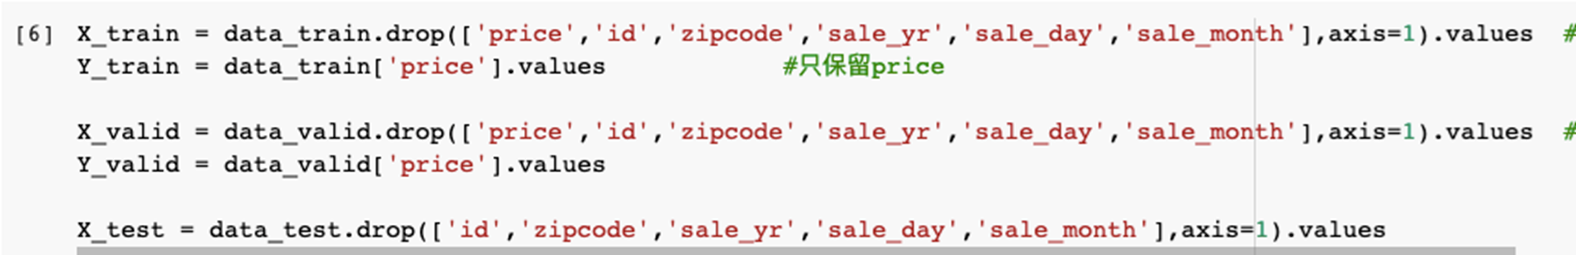 [6] X_train = data_train.drop(['price','id','zipcode','sale_yr','sale_day','sale_month'],axis=1).values #
Y_train = data_train['price'].values #只保留price
X_valid = data_valid.drop(['price','id','zipcode','sale_yr','sale_day','sale_month'],axis=1).values #
Y_valid = data_valid['price'].values
X_test = data_test.drop(['id','zipcode','sale_yr','sale_day','sale_month'],axis=1).values